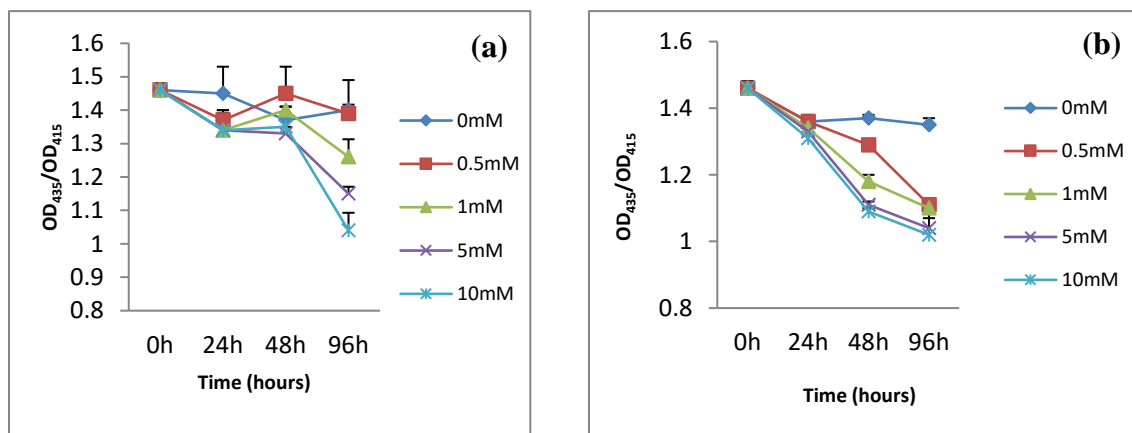 (a)
1.6
1.5
1.4
1.3
1.2
1.1
1
0.9
0.8
OD435/OD415
0h 24h 48h 96h
Time (hours)
0mM
0.5mM
1mM
5mM
10mM
(b)
1.6
1.4
1.2
1
0.8
OD435/OD415
0h 24h 48h 96h
Time (hours)
0mM
0.5mM
1mM
5mM
10mM